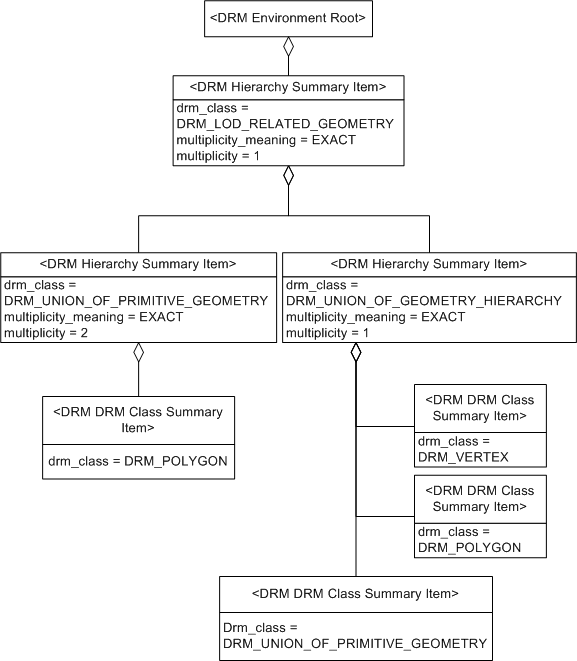 <DRM Environment Root>
<DRM Hierarchy Summary Item>
drm_class =
DRM_LOD_RELATED_GEOMETRY
multiplicity_meaning = EXACT
multiplicity = 1
<DRM Hierarchy Summary Item>
drm_class =
DRM_UNION_OF_PRIMITIVE_GEOMETRY
multiplicity_meaning = EXACT
multiplicity = 2
<DRM Hierarchy Summary Item>
drm_class =
DRM_UNION_OF_GEOMETRY_HIERARCHY
multiplicity_meaning = EXACT
multiplicity = 1
<DRM DRM Class Summary
Item>
drm_class = DRM_POLYGON
<DRM DRM Class
Summary Item>
drm_class =
DRM_VERTEX
<DRM DRM Class
Summary Item>
drm_class =
DRM_POLYGON
<DRM DRM Class Summary Item>
Drm_class =
DRM_UNION_OF_PRIMITIVE_GEOMETRY